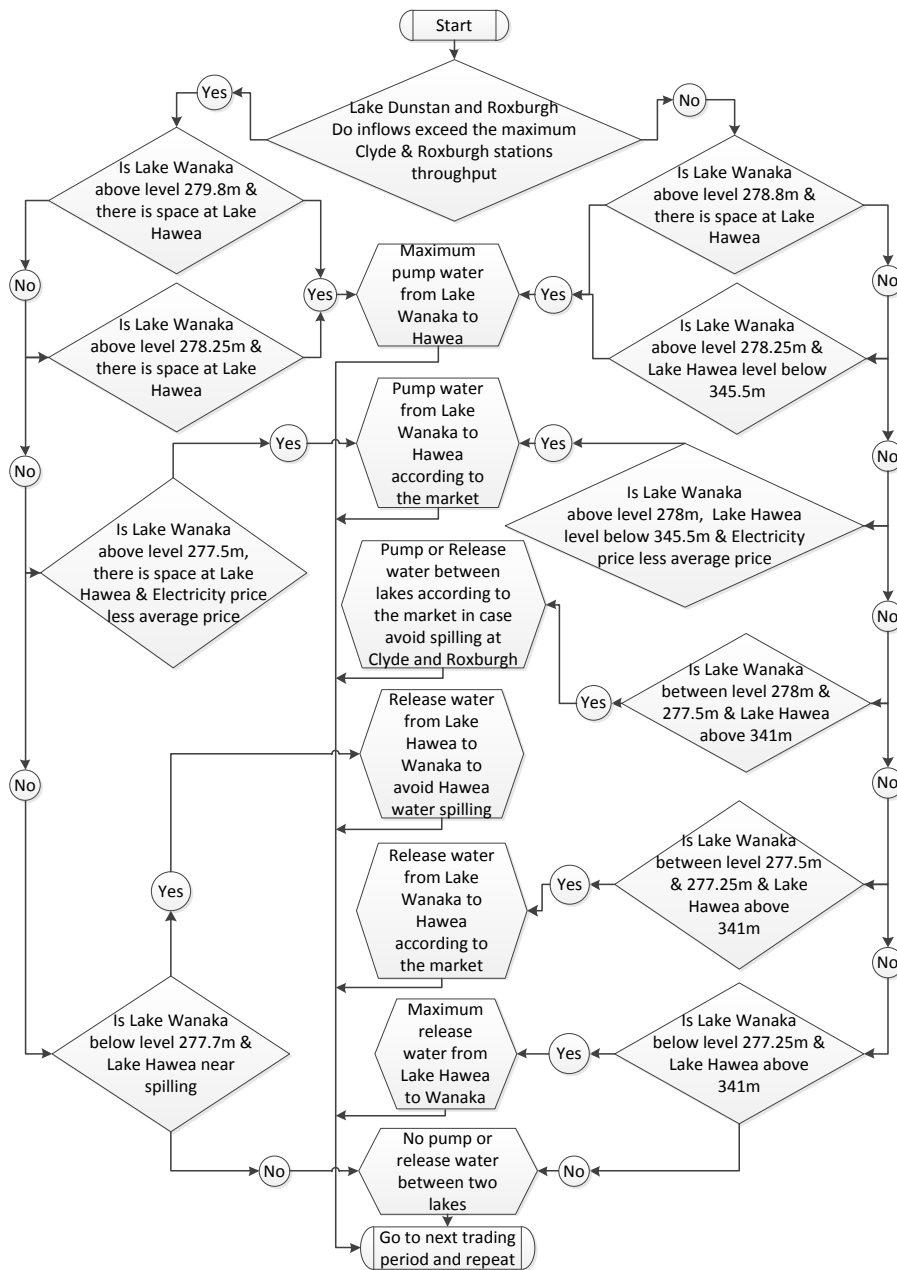 Start
Lake Dunstan and Roxburgh
Do inflows exceed the maximum
Clyde & Roxburgh stations
throughput
Yes
No
Is Lake Wanaka
above level 279.8m &
there is space at Lake
Hawea
Is Lake Wanaka
above level 278.8m &
there is space at Lake
Hawea
No
Yes
Maximum
pump water
from Lake
Wanaka to
Hawea
Yes
No
Is Lake Wanaka
above level 278.25m &
there is space at Lake
Hawea
Is Lake Wanaka
above level 278.25m &
Lake Hawea level below
345.5m
No
Yes
Pump water
from Lake
Wanaka to
Hawea
according to
the market
Yes
No
Is Lake Wanaka
above level 277.5m,
there is space at Lake
Hawea & Electricity price
less average price
Is Lake Wanaka
above level 278m, Lake Hawea
level below 345.5m & Electricity
price less average price
Pump or Release
water between
lakes according to
the market in case
avoid spilling at
Clyde and Roxburgh
No
Yes
Is Lake Wanaka
between level 278m &
277.5m & Lake Hawea
above 341m
No
Release water
from Lake
Hawea to
Wanaka to
avoid Hawea
water spilling
No
Yes
Release water
from Lake
Wanaka to
Hawea
according to
the market
Yes
Is Lake Wanaka
between level 277.5m
& 277.25m & Lake
Hawea above
341m
No
Is Lake Wanaka
below level 277.7m &
Lake Hawea near
spilling
Maximum
release
water from
Lake Hawea
to Wanaka
Yes
Is Lake Wanaka
below level 277.25m &
Lake Hawea above
341m
No
No pump or
release water
between two
lakes
No
Go to next trading
period and repeat